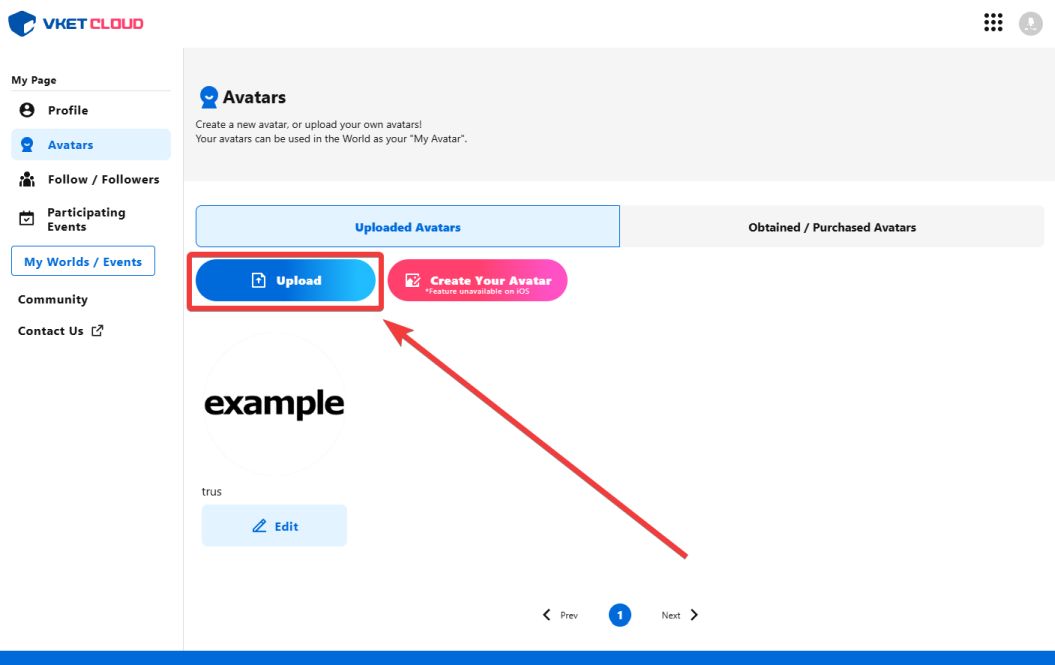 VKET CLOUD
My Page
Profile
Avatars
Follow / Followers
Participating
Events
My Worlds / Events
Community
Contact Us
Avatars
Create a new avatar, or upload your own avatars!
Your avatars can be used in the World as your "My Avatar".
Uploaded Avatars
Obtained / Purchased Avatars
Upload
Create Your Avatar
*Feature unavailable on iOS
example
trus
Edit
Prev
1
Next